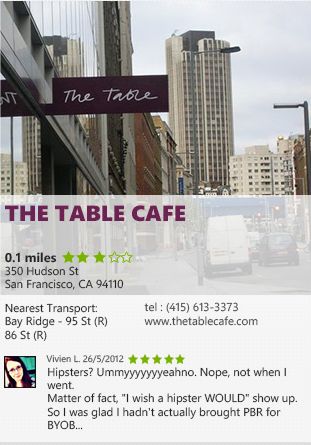 NT The Table
THE TABLE CAFE
0.1 miles
350 Hudson St
San Francisco, CA 94110
Nearest Transport:
Bay Ridge - 95 St (R)
86 St (R)
tel : (415) 613-3373
www.thetablecafe.com
Vivien L. 26/5/2012
Hipsters? Ummyyyyyyeahno. Nope, not when I
went.
Matter of fact, "I wish a hipster WOULD" show up.
So I was glad I hadn't actually brought PBR for
BYOB...